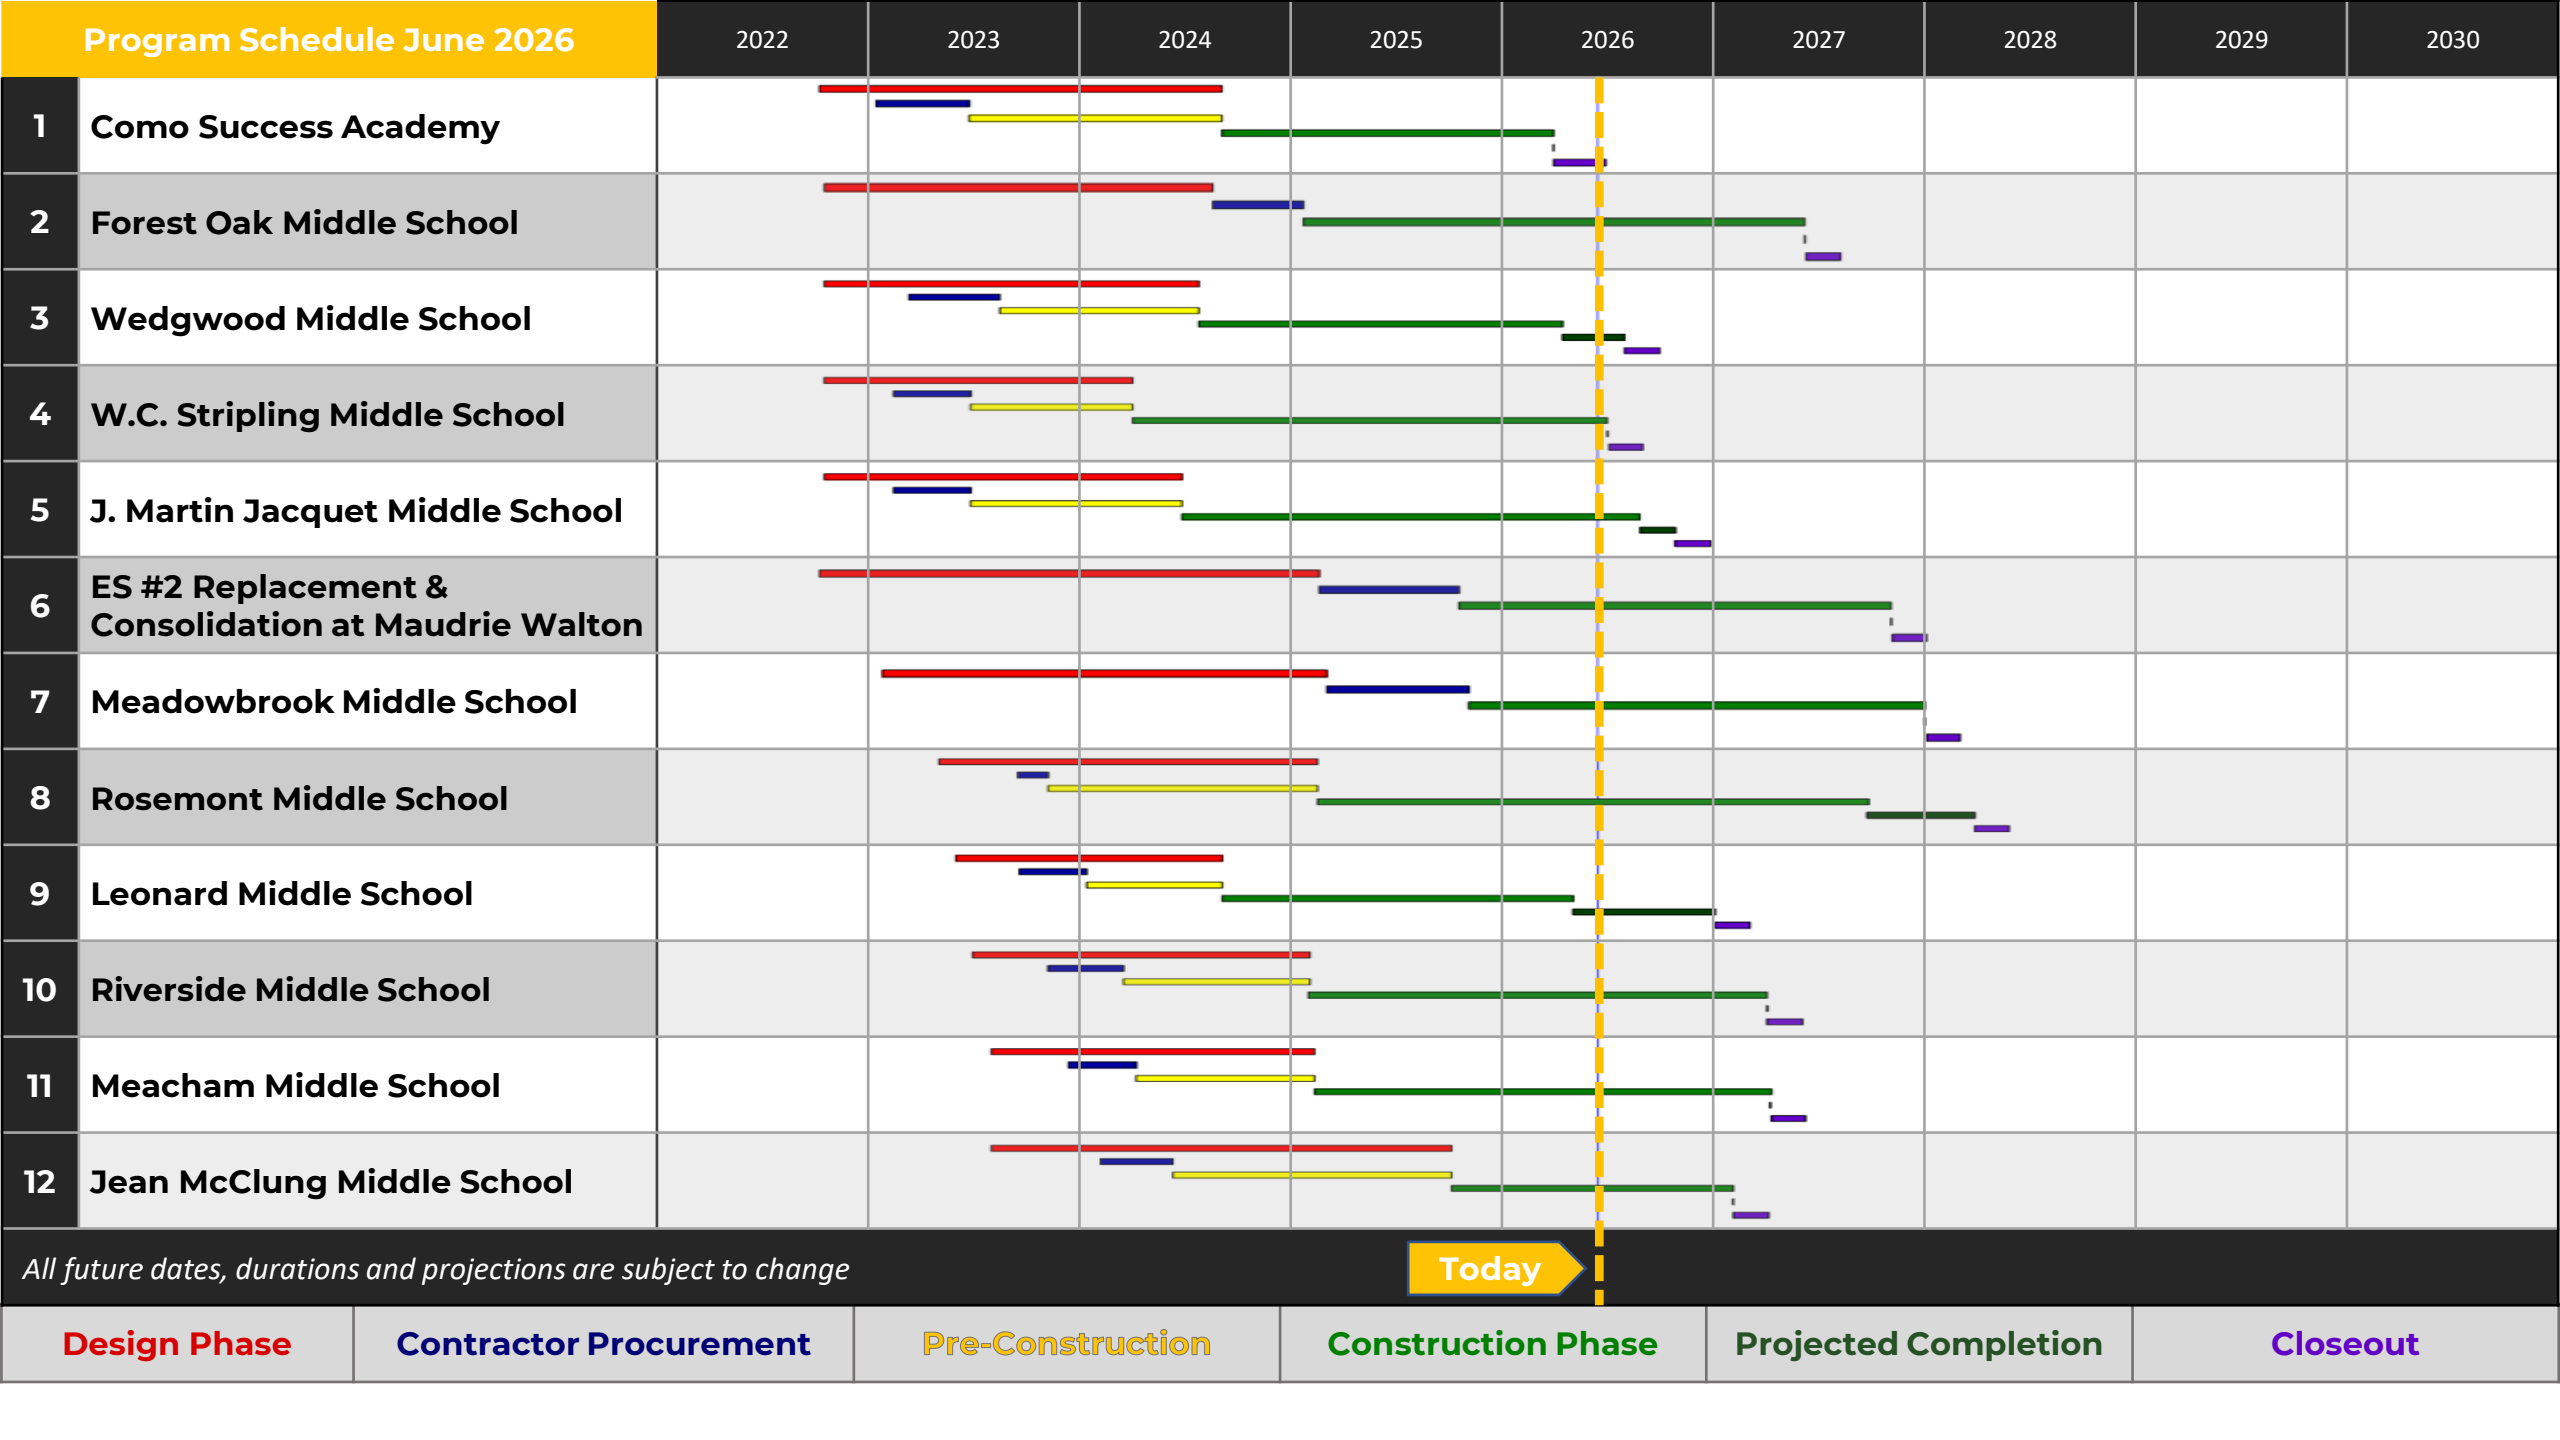 Program Schedule June 2026
2022 2023 2024 2025 2026 2027 2028 2029 2030
1 Como Success Academy
2 Forest Oak Middle School
3 Wedgwood Middle School
4 W.C. Stripling Middle School
5 J. Martin Jacquet Middle School
6 ES #2 Replacement &
Consolidation at Maudrie Walton
7 Meadowbrook Middle School
8 Rosemont Middle School
9 Leonard Middle School
10 Riverside Middle School
11 Meacham Middle School
12 Jean McClung Middle School
All future dates, durations and projections are subject to change
Today
Design Phase Contractor Procurement Pre-Construction Construction Phase Projected Completion Closeout